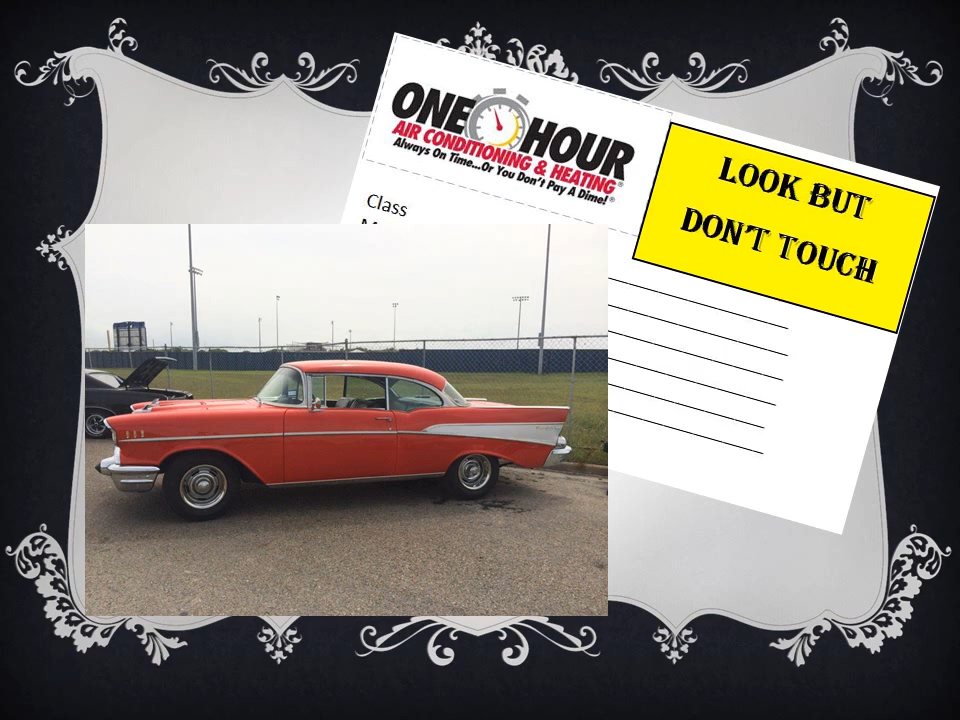 ONE HOUR
AIR CONDITIONING & HEATING®
Always On Time...Or You Don't Pay A Dime!®
LOOK BUT
DON'T TOUCH
Class